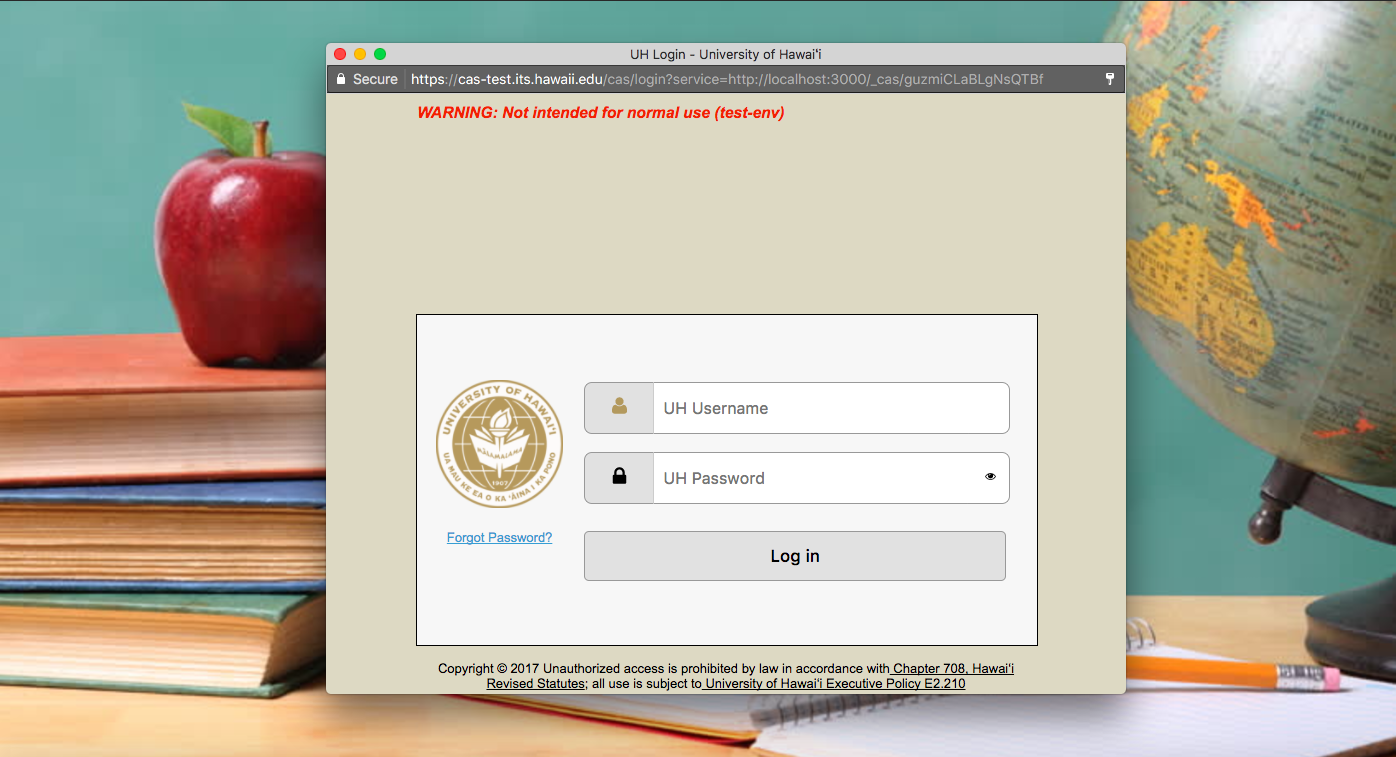 UH Login - University of Hawaiʻi
Secure https://cas-test.its.hawaii.edu/cas/login?service=http://localhost:3000/_cas/guzmiCLaBLgNsQTBf
WARNING: Not intended for normal use (test-env)
UNIVERSITY OF HAWAIʻI
UA MAU KE EA O KA ʻĀINA I KA PONO
1907
UH Username
UH Password
Forgot Password?
Log in
Copyright © 2017 Unauthorized access is prohibited by law in accordance with Chapter 708, Hawaiʻi
Revised Statutes; all use is subject to University of Hawaiʻi Executive Policy E2.210